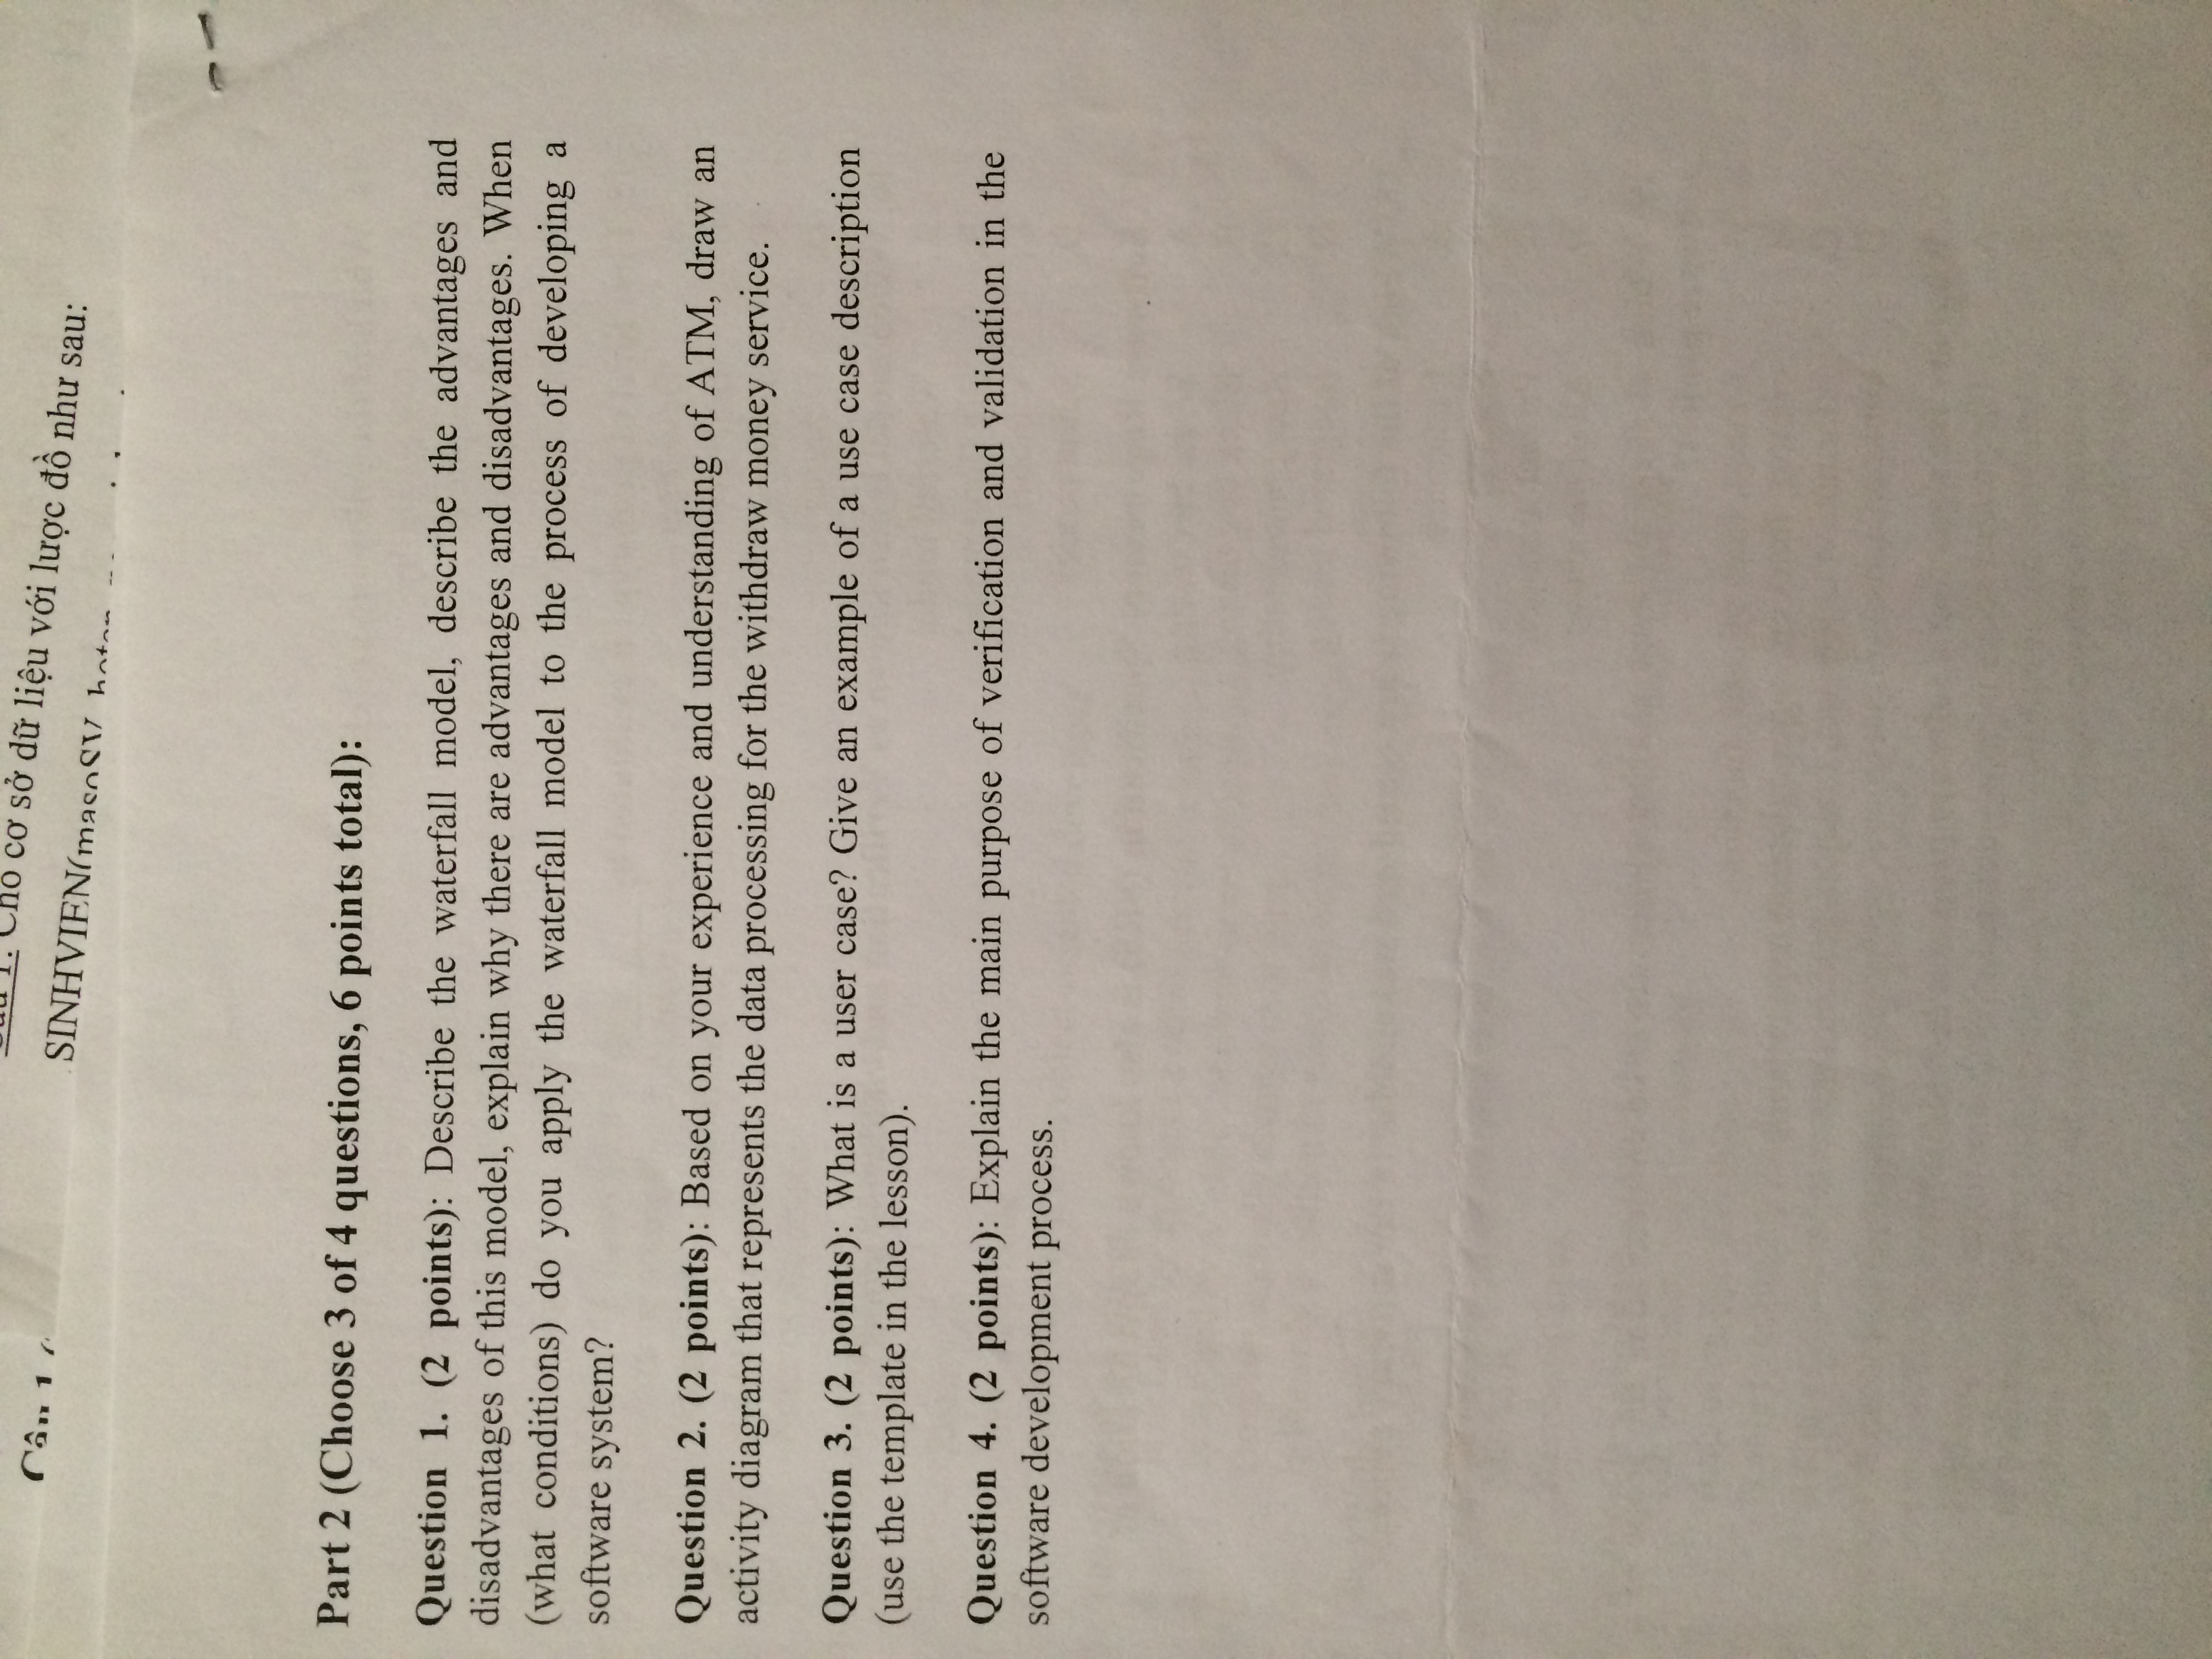 Câu 1
Câu 1. Cho cơ sở dữ liệu với lược đồ như sau:
SINHVIEN(masoSV
Part 2 (Choose 3 of 4 questions, 6 points total):
Question 1. (2 points): Describe the waterfall model, describe the advantages and
disadvantages of this model, explain why there are advantages and disadvantages. When
(what conditions) do you apply the waterfall model to the process of developing a
software system?
Question 2. (2 points): Based on your experience and understanding of ATM, draw an
activity diagram that represents the data processing for the withdraw money service.
Question 3. (2 points): What is a user case? Give an example of a use case description
(use the template in the lesson).
Question 4. (2 points): Explain the main purpose of verification and validation in the
software development process.